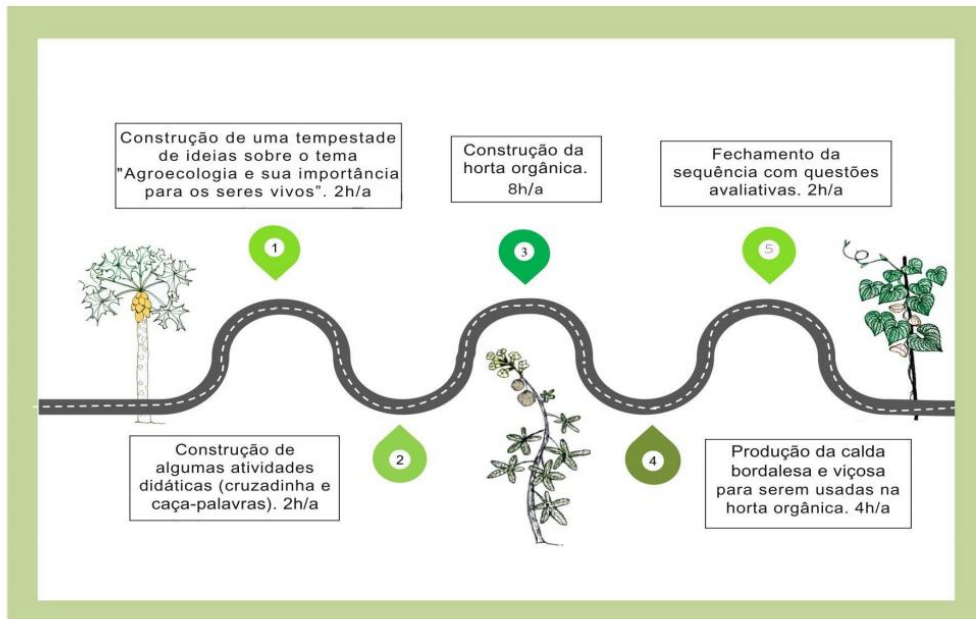 Construção de uma tempestade
de ideias sobre o tema
"Agroecologia e sua importância
para os seres vivos”. 2h/a
1
Construção de
algumas atividades
didáticas (cruzadinha e
caça-palavras). 2h/a
2
Construção da
horta orgânica.
8h/a
3
Produção da calda
bordalesa e viçosa
para serem usadas na
horta orgânica. 4h/a
4
Fechamento da
sequência com questões
avaliativas. 2h/a
5